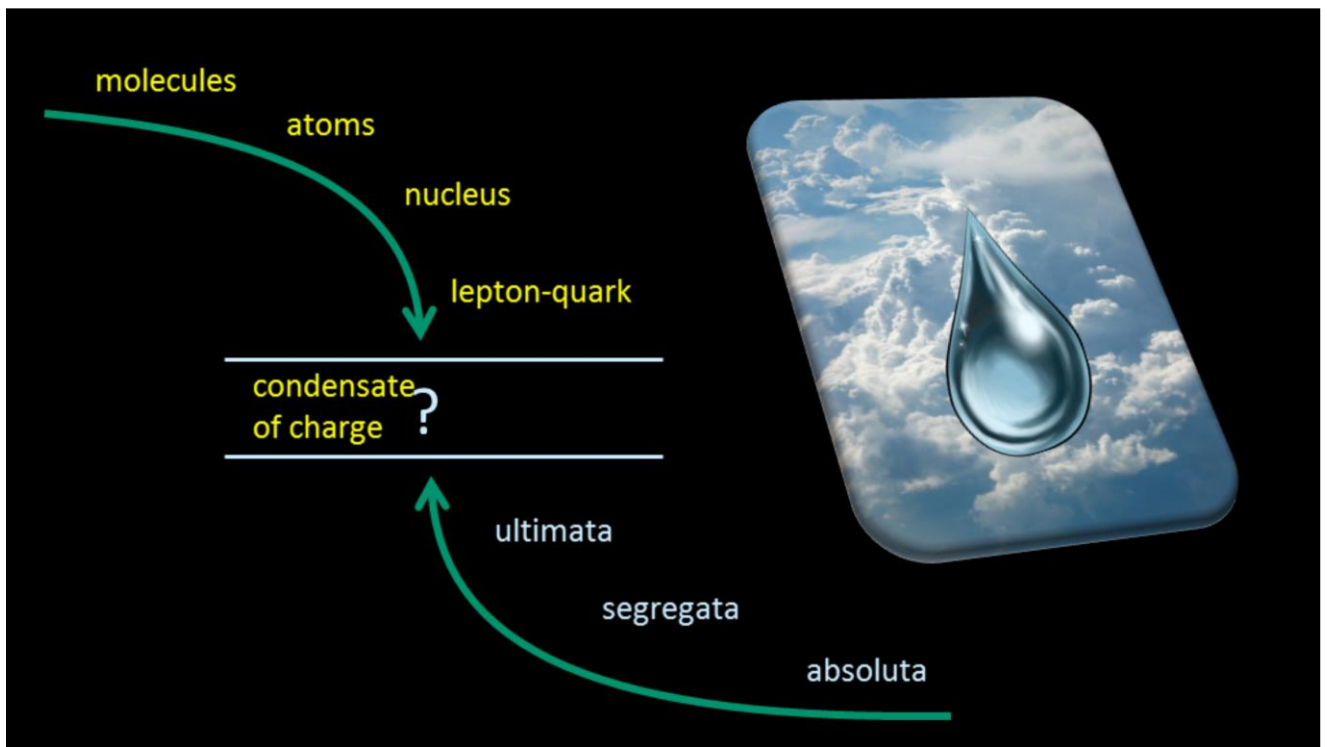 molecules
atoms
nucleus
lepton-quark
condensate
of charge ?
ultimata
segregata
absoluta